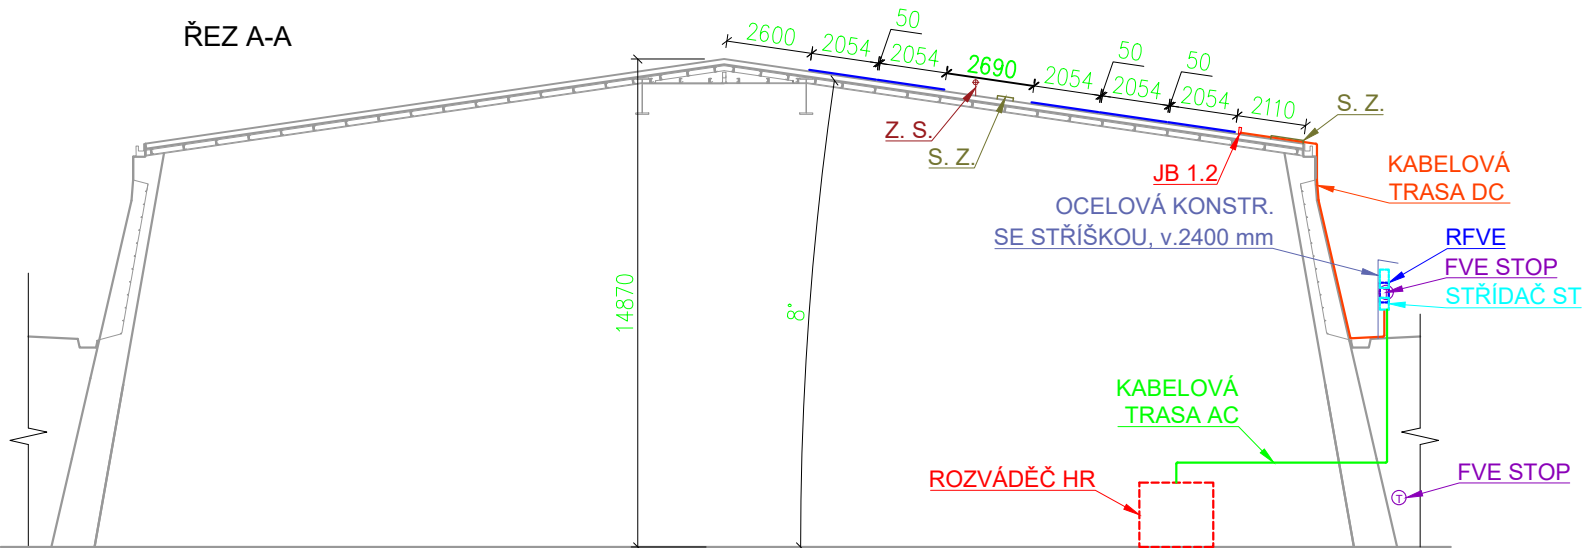 ŘEZ A-A
2600
2054
50
2054
2690
2054
50
2054
50
2054
2110
S. Z.
Z. S.
S. Z.
JB 1.2
KABELOVÁ
TRASA DC
OCELOVÁ KONSTR.
SE STŘÍŠKOU, v.2400 mm
RFVE
FVE STOP
STŘÍDAČ ST
14870
8°
KABELOVÁ
TRASA AC
ROZVÁDĚČ HR
FVE STOP
T